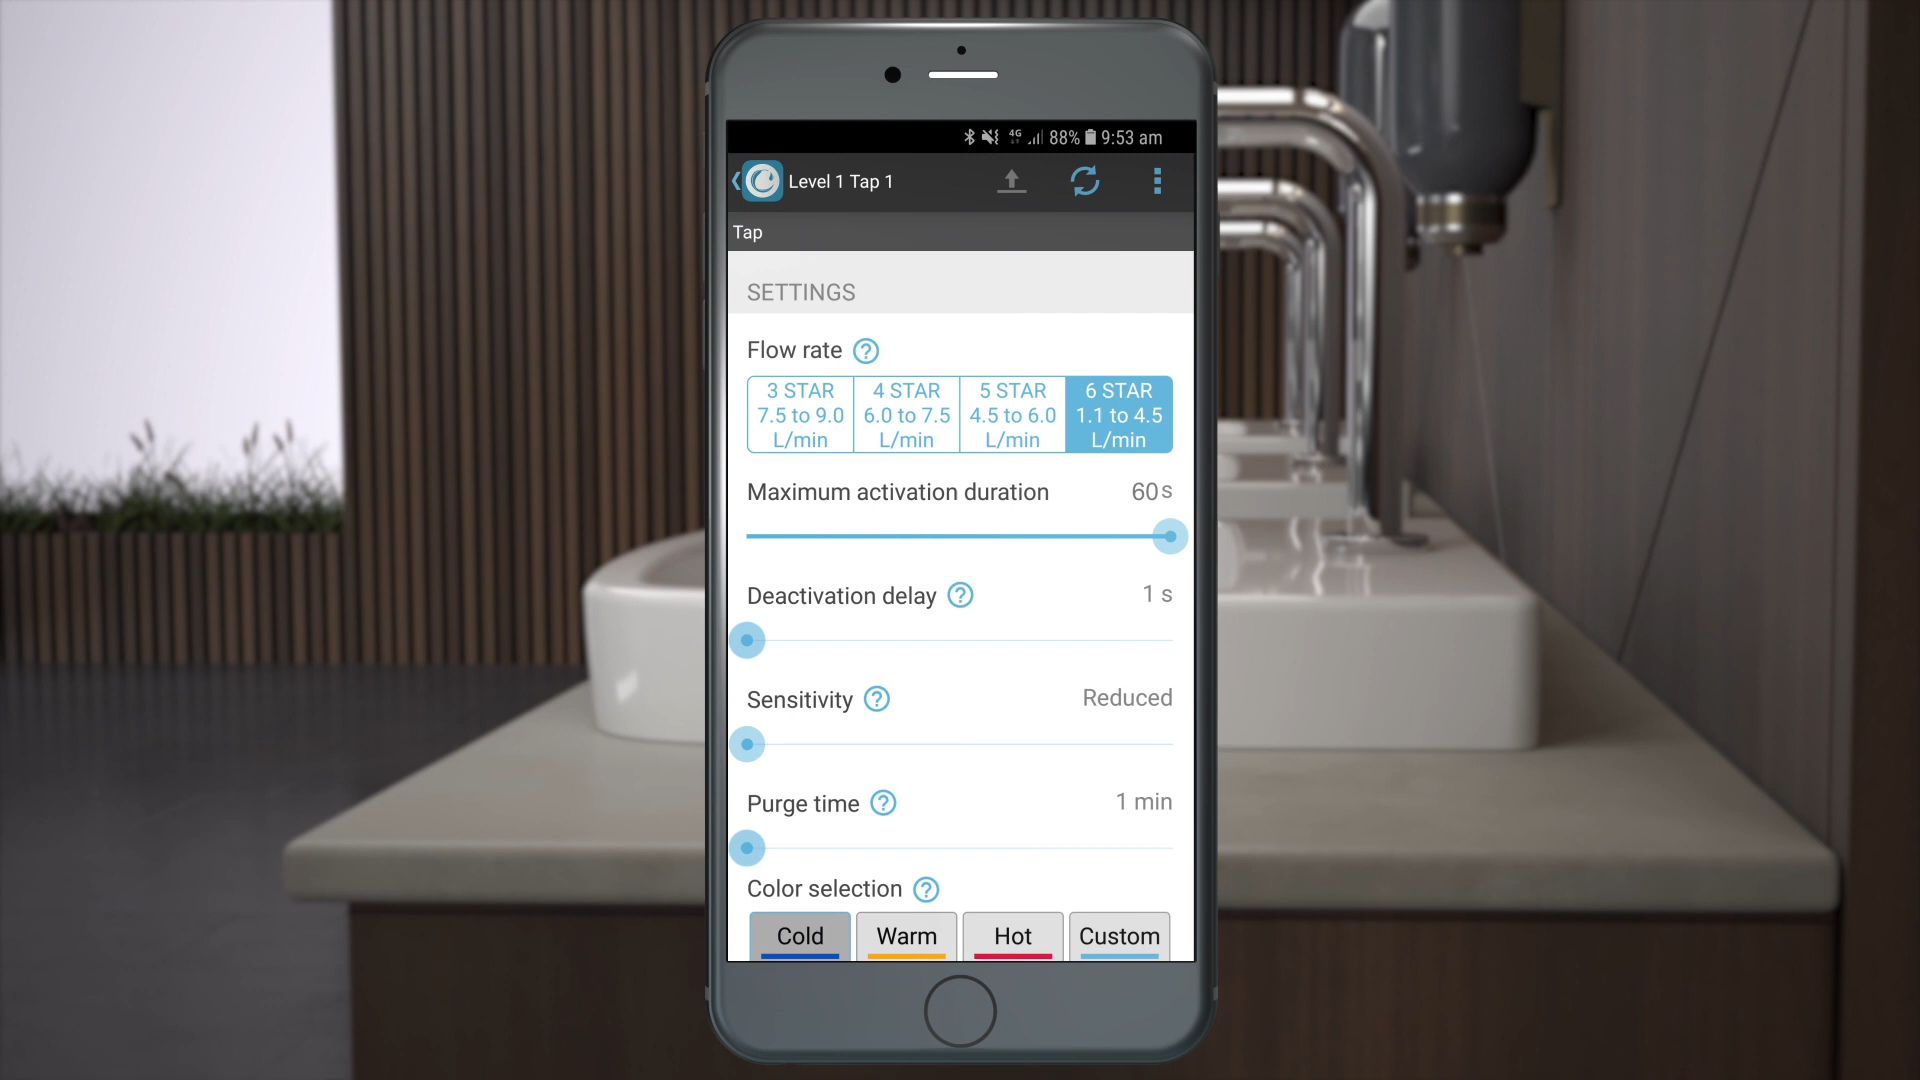 4G 88% 9:53 am
Level 1 Tap 1
Tap
SETTINGS
Flow rate ?
3 STAR
7.5 to 9.0
L/min
4 STAR
6.0 to 7.5
L/min
5 STAR
4.5 to 6.0
L/min
6 STAR
1.1 to 4.5
L/min
Maximum activation duration 60 s
Deactivation delay ? 1 s
Sensitivity ? Reduced
Purge time ? 1 min
Color selection ?
Cold Warm Hot Custom